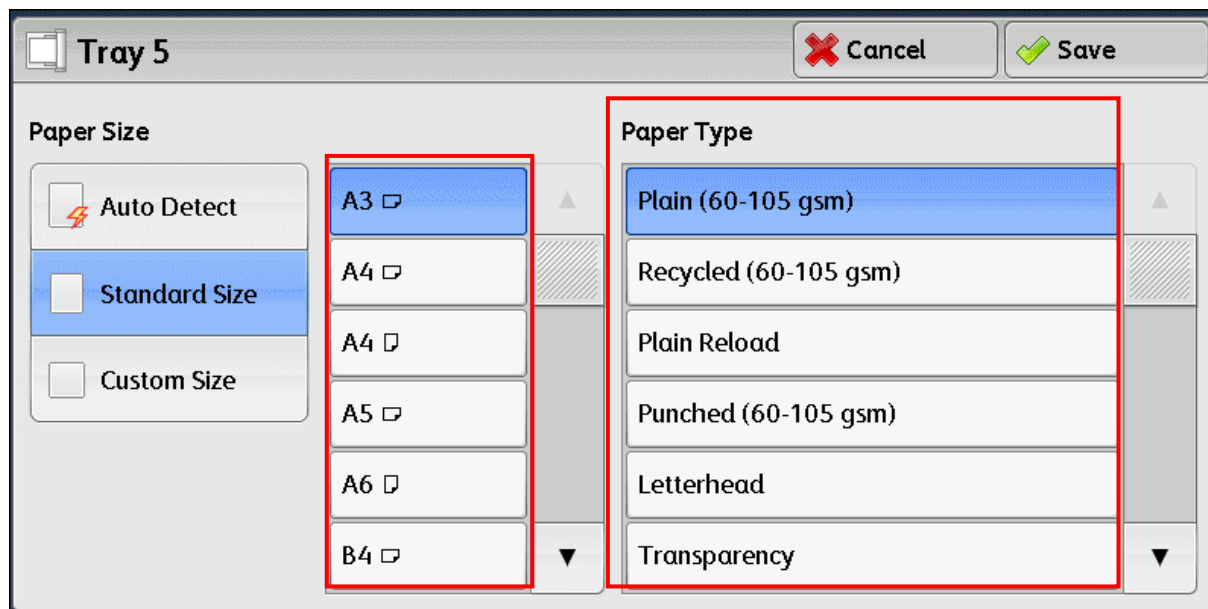 Tray 5
Cancel
Save
Paper Size
Auto Detect
Standard Size
Custom Size
A3
A4
A4
A5
A6
B4
Paper Type
Plain (60-105 gsm)
Recycled (60-105 gsm)
Plain Reload
Punched (60-105 gsm)
Letterhead
Transparency